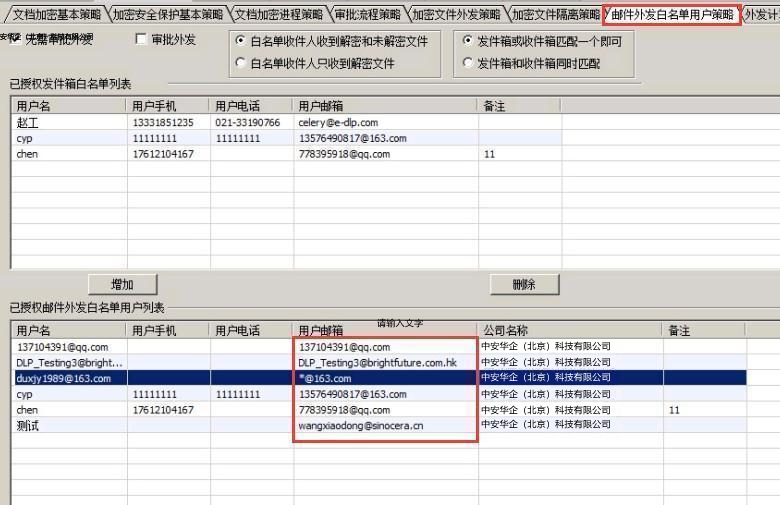 文档加密基本策略 加密安全保护基本策略 文档加密进程策略 审批流程策略 加密文件外发策略 加密文件隔离策略 邮件外发白名单用户策略 外发计
无需审批外发 审批外发 白名单收件人收到解密和未解密文件 发件箱或收件箱匹配一个即可
白名单收件人只收到解密文件 发件箱和收件箱同时匹配
已授权发件箱白名单列表
用户名 用户手机 用户电话 用户邮箱 备注
赵工 13331851235 021-33190766 celery@e-dlp.com
cyp 11111111 11111111 13576490817@163.com
chen 17612104167 778395918@qq.com 11
增加 删除
已授权邮件外发白名单用户列表
请输入文字
用户名 用户手机 用户电话 用户邮箱 公司名称 备注
137104391@qq.com 137104391@qq.com 中安华企（北京）科技有限公司
DLP_Testing3@bright... DLP_Testing3@brightfuture.com.hk 中安华企（北京）科技有限公司
duxjy1989@163.com *@163.com 中安华企（北京）科技有限公司
cyp 11111111 11111111 13576490817@163.com 中安华企（北京）科技有限公司
chen 17612104167 778395918@qq.com 中安华企（北京）科技有限公司 11
测试 wangxiaodong@sinocera.cn 中安华企（北京）科技有限公司